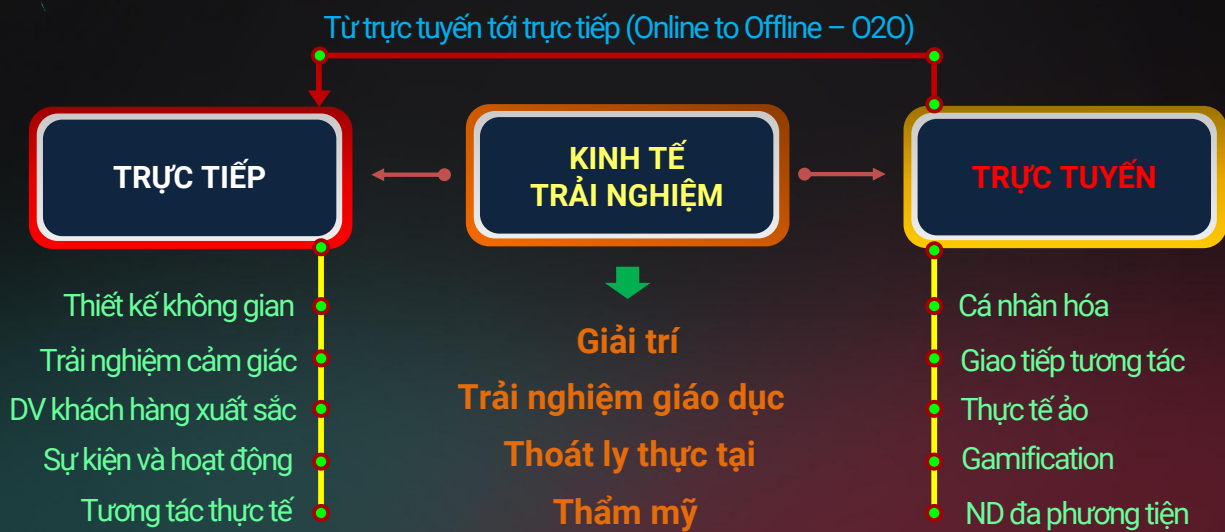 Từ trực tuyến tới trực tiếp (Online to Offline – O2O)
TRỰC TIẾP
KINH TẾ
TRẢI NGHIỆM
TRỰC TUYẾN
Thiết kế không gian
Trải nghiệm cảm giác
DV khách hàng xuất sắc
Sự kiện và hoạt động
Tương tác thực tế
Giải trí
Trải nghiệm giáo dục
Thoát ly thực tại
Thẩm mỹ
Cá nhân hóa
Giao tiếp tương tác
Thực tế ảo
Gamification
ND đa phương tiện